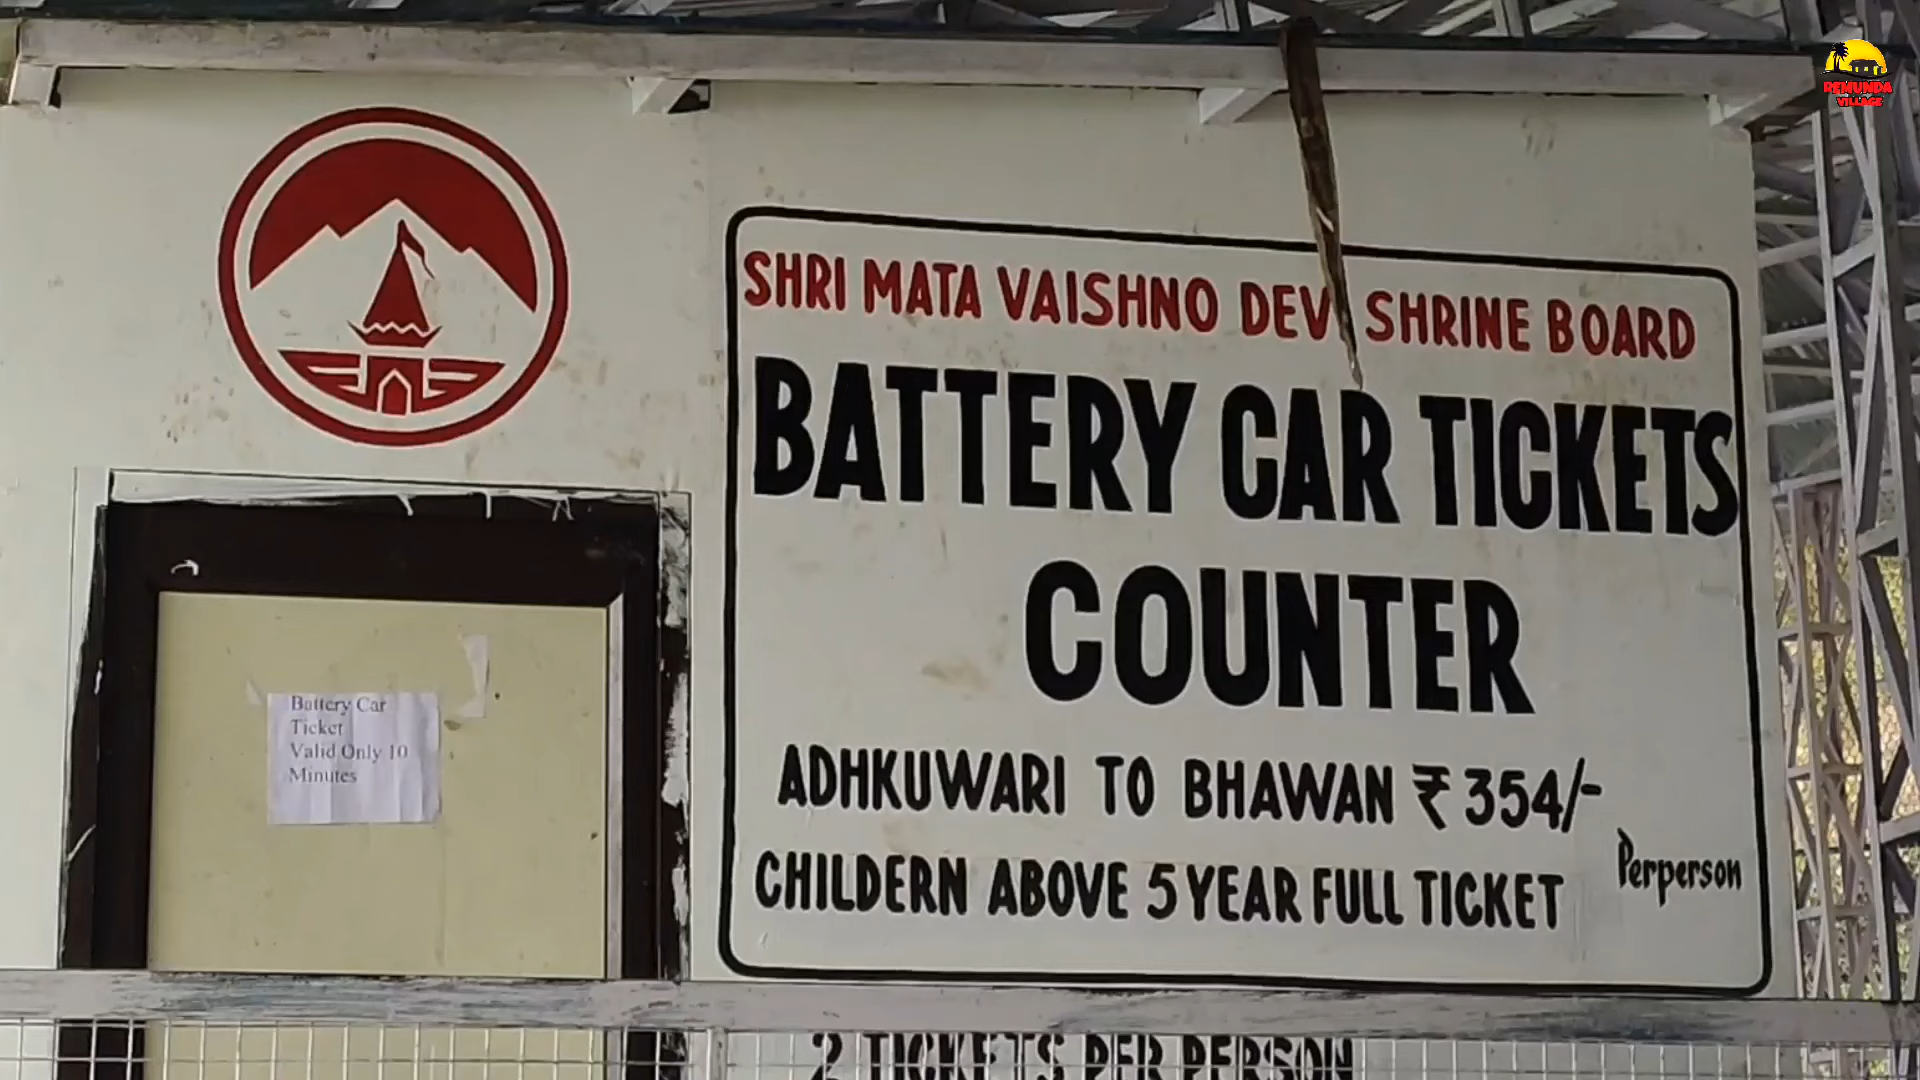 REMUNDA
VILLAGE
SHRI MATA VAISHNO DEVI SHRINE BOARD
BATTERY CAR TICKETS
COUNTER
ADHKUWARI TO BHAWAN ₹ 354/-
Perperson
CHILDERN ABOVE 5 YEAR FULL TICKET
2 TICKETS PER PERSON
Battery Car
Ticket
Valid Only 10
Minutes